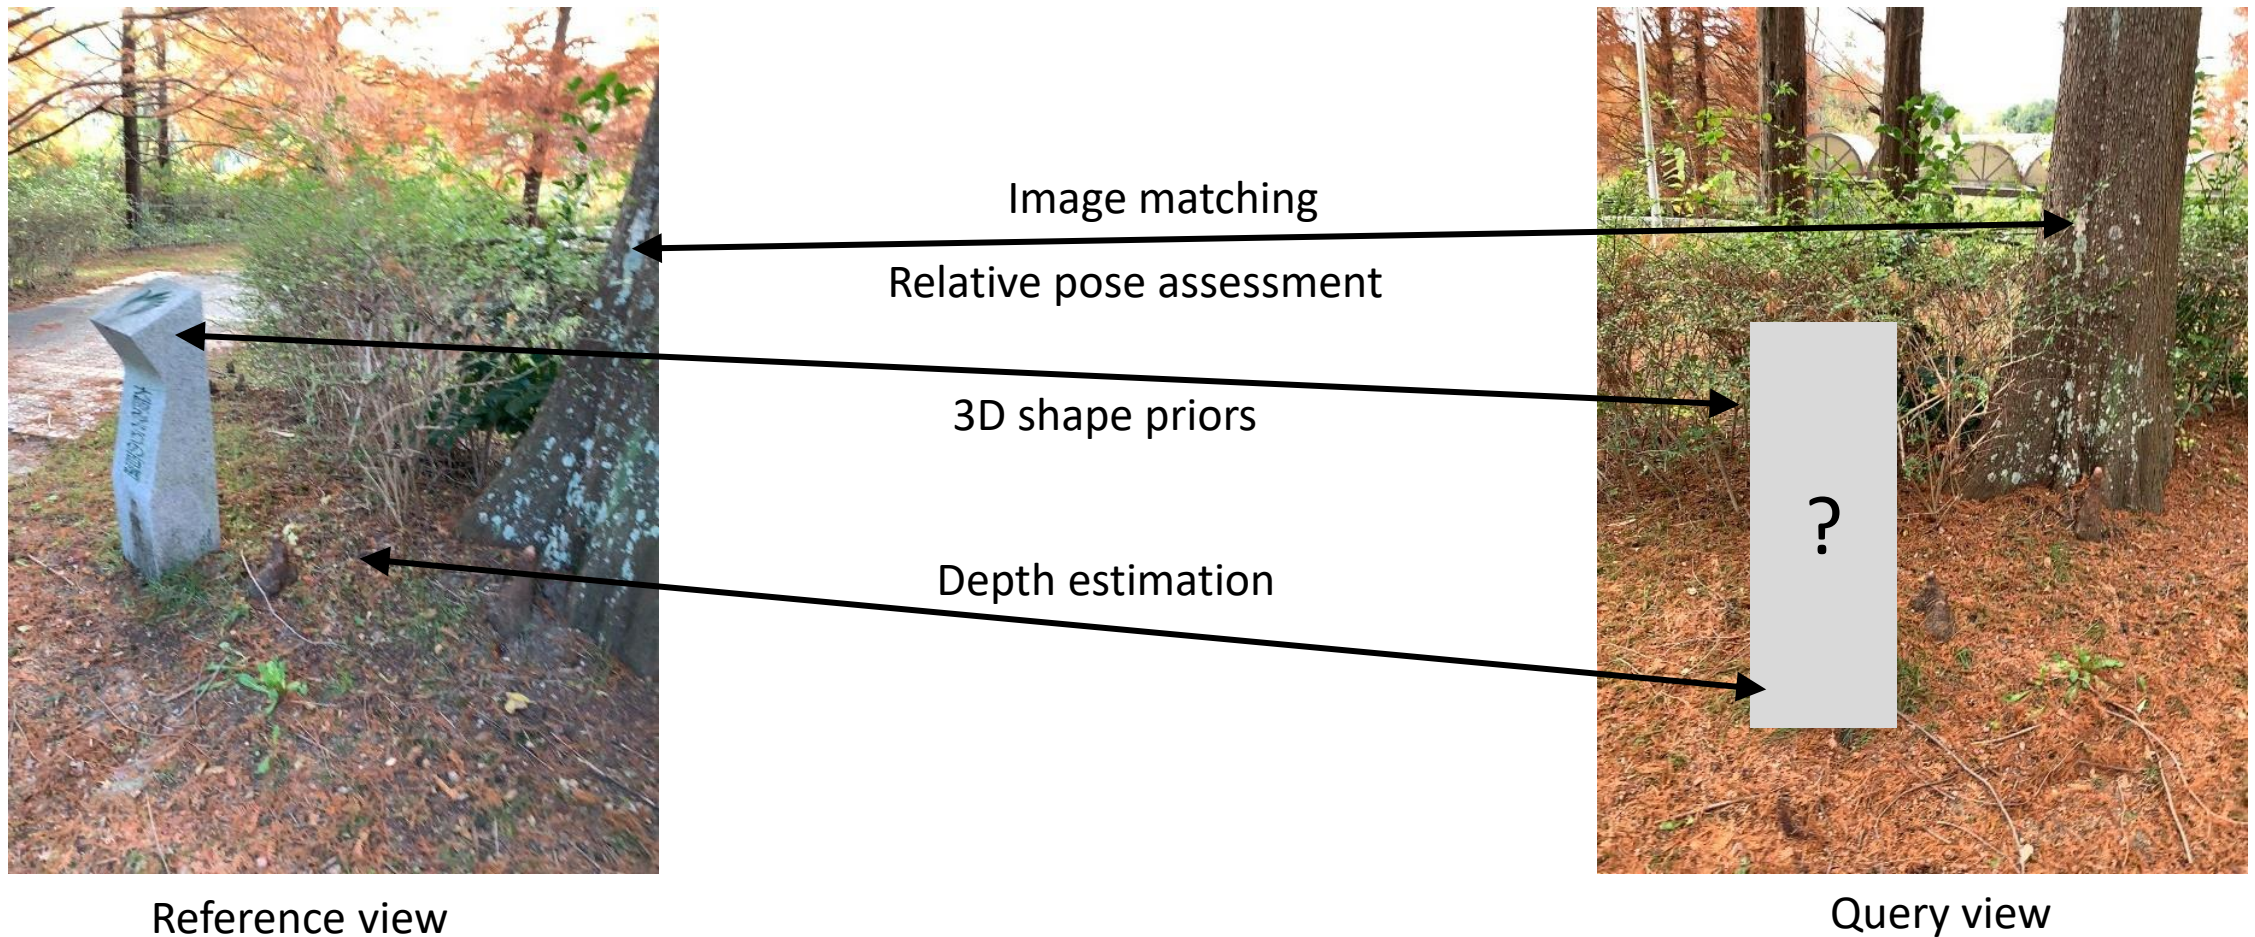 Image matching
Relative pose assessment
3D shape priors
?
Depth estimation
Reference view
Query view